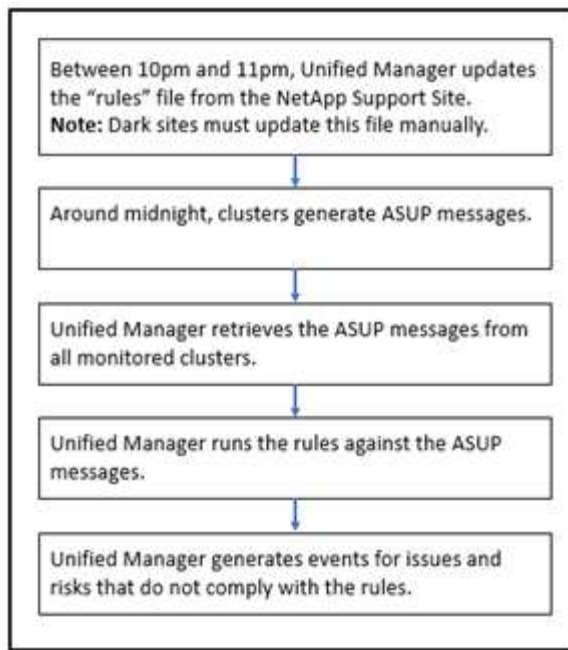 Between 10pm and 11pm, Unified Manager updates
the “rules” file from the NetApp Support Site.
Note: Dark sites must update this file manually.
Around midnight, clusters generate ASUP messages.
Unified Manager retrieves the ASUP messages from
all monitored clusters.
Unified Manager runs the rules against the ASUP
messages.
Unified Manager generates events for issues and
risks that do not comply with the rules.